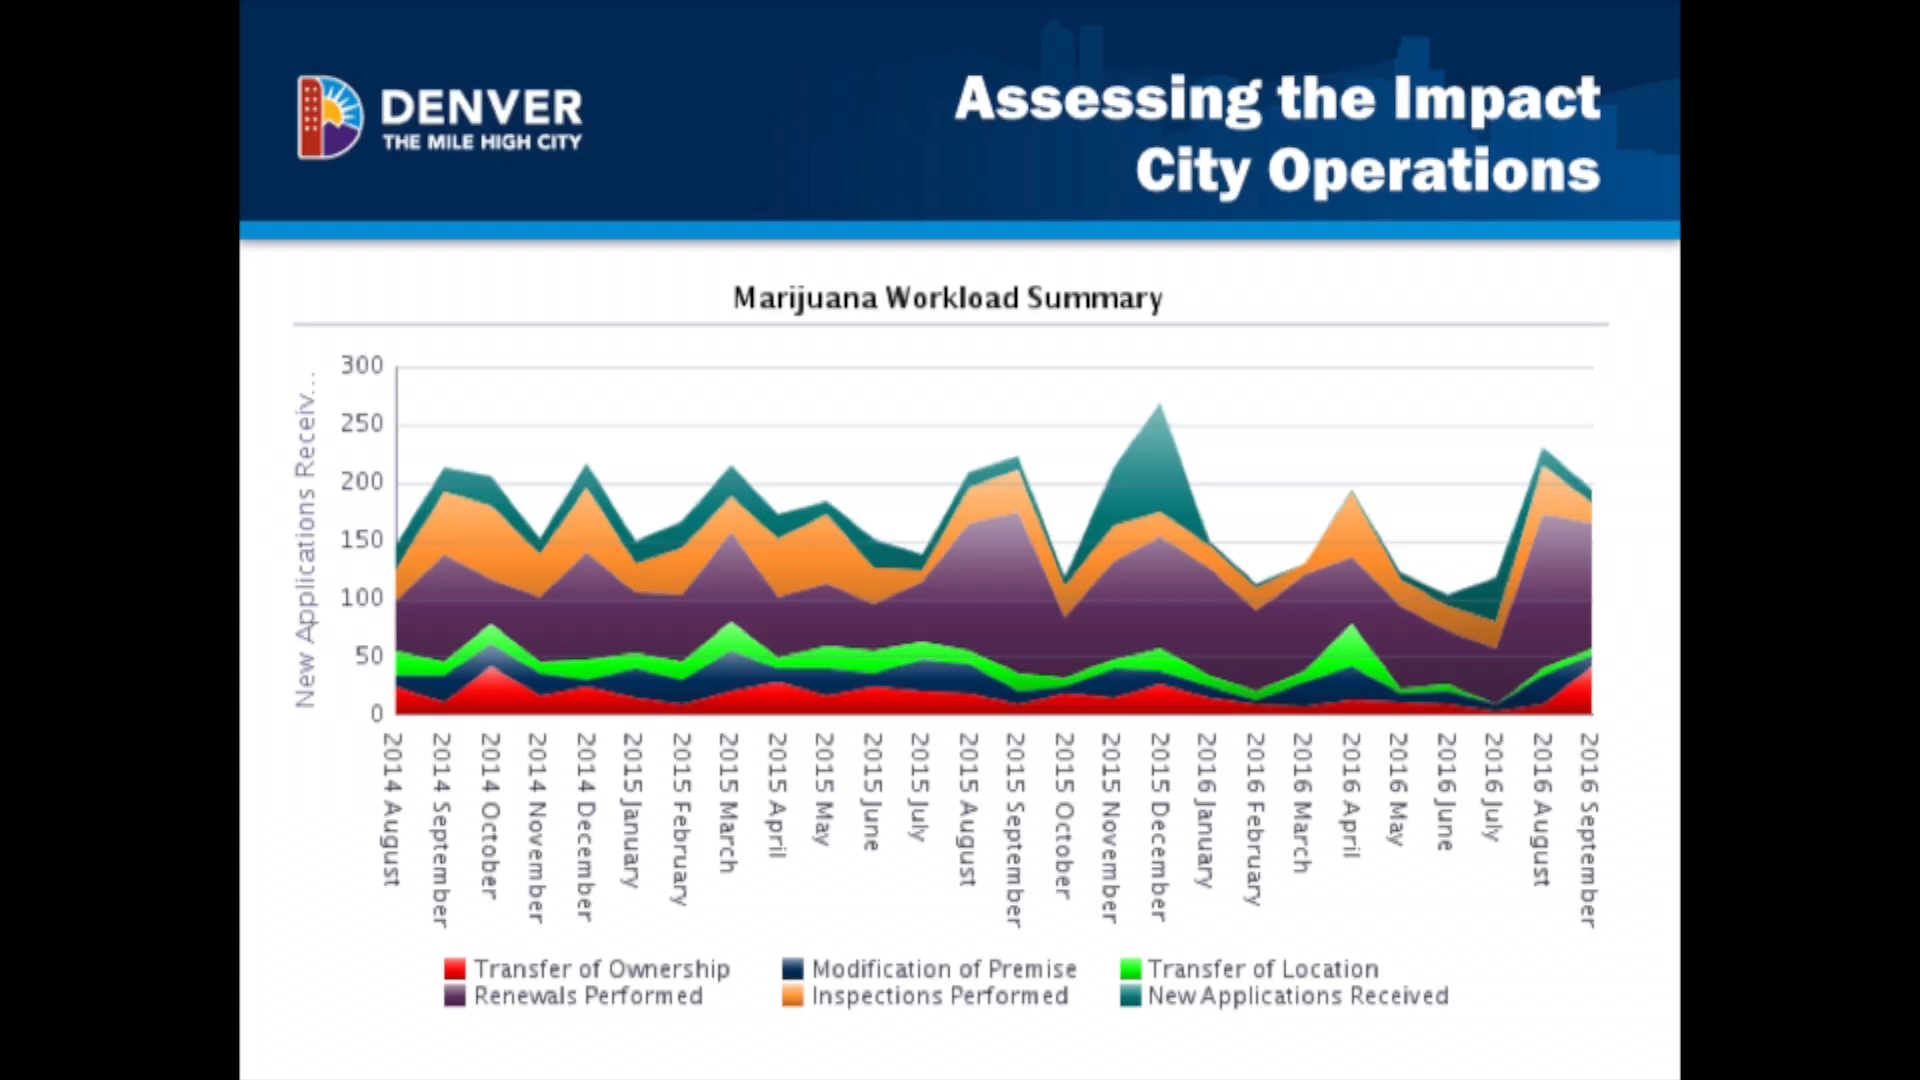 DENVER
THE MILE HIGH CITY
Assessing the Impact
City Operations
Marijuana Workload Summary
New Applications Receiv...
300
250
200
150
100
50
0
2014 August
2014 September
2014 October
2014 November
2014 December
2015 January
2015 February
2015 March
2015 April
2015 May
2015 June
2015 July
2015 August
2015 September
2015 October
2015 November
2015 December
2016 January
2016 February
2016 March
2016 April
2016 May
2016 June
2016 July
2016 August
2016 September
Transfer of Ownership
Modification of Premise
Transfer of Location
Renewals Performed
Inspections Performed
New Applications Received